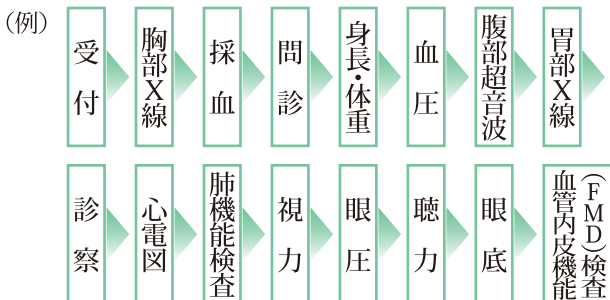 （例）
受付
胸部X線
採血
問診
身長・体重
血圧
腹部超音波
胃部X線
診察
心電図
肺機能検査
視力
眼圧
聴力
眼底
（FMD）検査
血管内皮機能